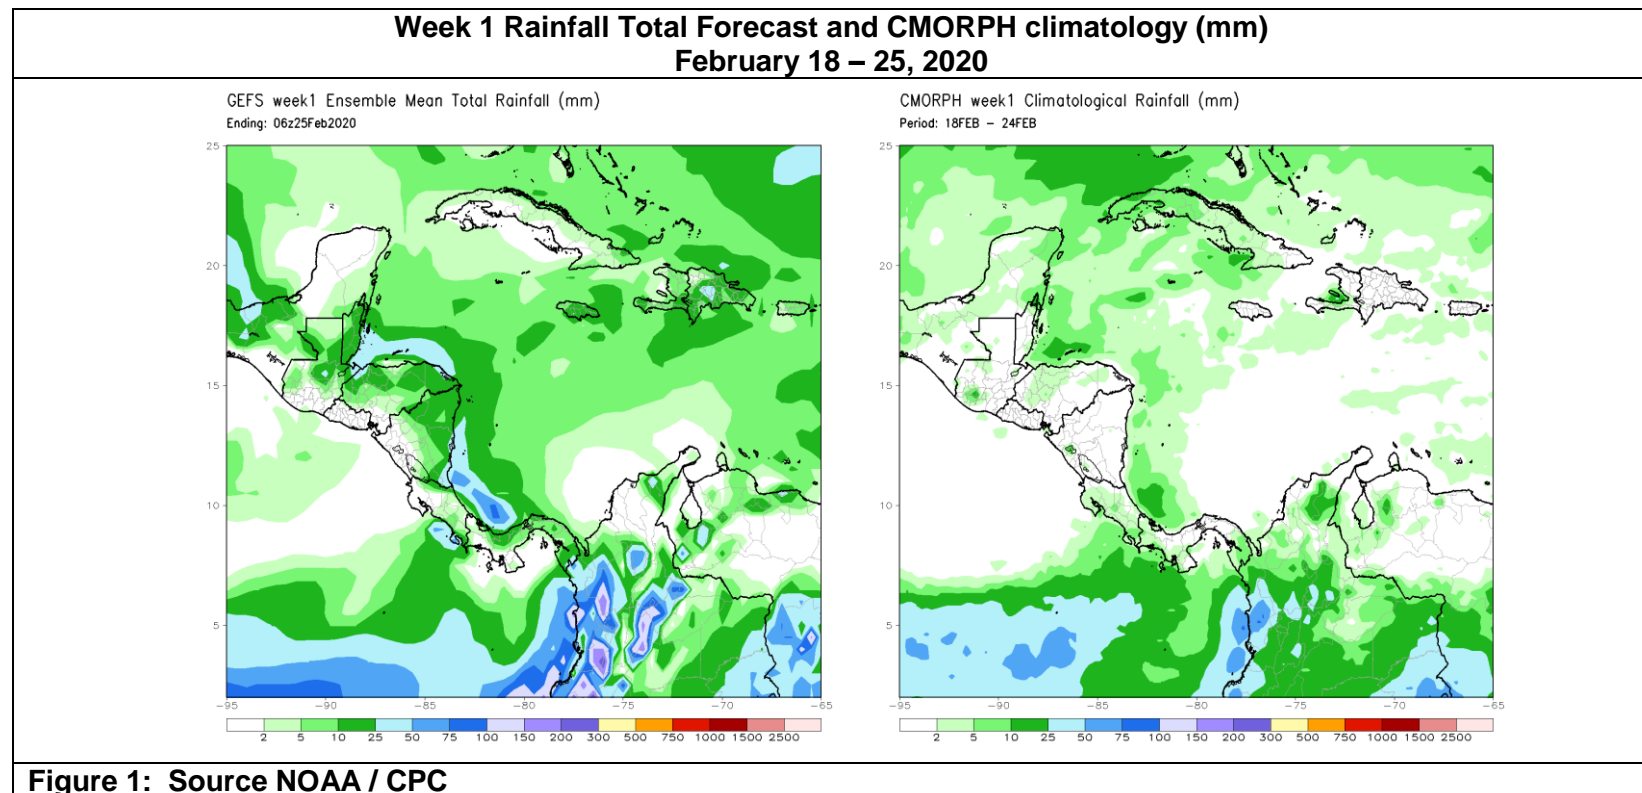 Week 1 Rainfall Total Forecast and CMORPH climatology (mm)
February 18 – 25, 2020
GEFS week1 Ensemble Mean Total Rainfall (mm)
Ending: 06z25Feb2020
25
20
15
10
5
-95 -90 -85 -80 -75 -70 -65
2 5 10 25 50 75 100 150 200 300 500 750 1000 1500 2500
CMORPH week1 Climatological Rainfall (mm)
Period: 18FEB – 24FEB
25
20
15
10
5
-95 -90 -85 -80 -75 -70 -65
2 5 10 25 50 75 100 150 200 300 500 750 1000 1500 2500
Figure 1: Source NOAA / CPC